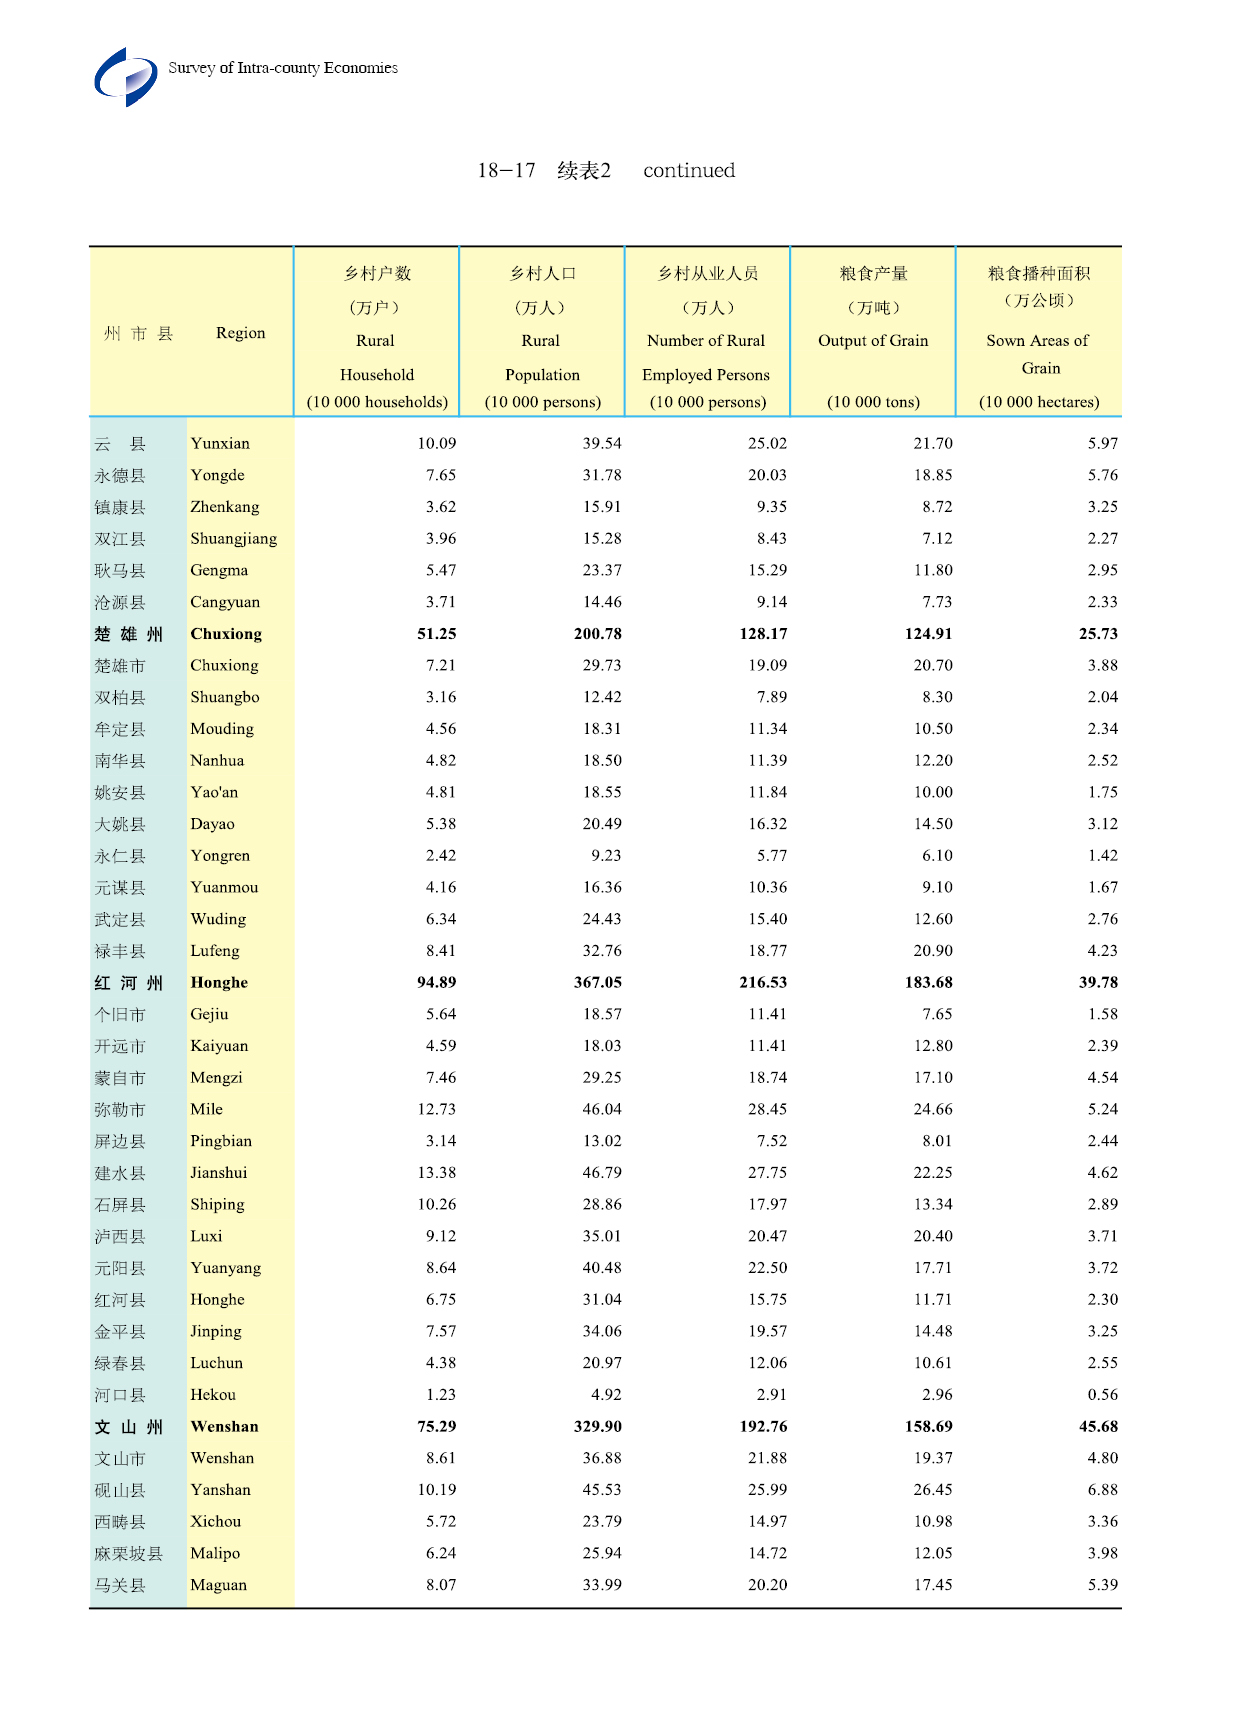 Survey of Intra-county Economies
18-17 续表2 continued
州 市 县 Region 乡村户数 (万户) Rural Household (10 000 households) 乡村人口 (万人) Rural Population (10 000 persons) 乡村从业人员 (万人) Number of Rural Employed Persons (10 000 persons) 粮食产量 (万吨) Output of Grain (10 000 tons) 粮食播种面积 (万公顷) Sown Areas of Grain (10 000 hectares)
云 县 Yunxian 10.09 39.54 25.02 21.70 5.97
永德县 Yongde 7.65 31.78 20.03 18.85 5.76
镇康县 Zhenkang 3.62 15.91 9.35 8.72 3.25
双江县 Shuangjiang 3.96 15.28 8.43 7.12 2.27
耿马县 Gengma 5.47 23.37 15.29 11.80 2.95
沧源县 Cangyuan 3.71 14.46 9.14 7.73 2.33
楚 雄 州 Chuxiong 51.25 200.78 128.17 124.91 25.73
楚雄市 Chuxiong 7.21 29.73 19.09 20.70 3.88
双柏县 Shuangbo 3.16 12.42 7.89 8.30 2.04
牟定县 Mouding 4.56 18.31 11.34 10.50 2.34
南华县 Nanhua 4.82 18.50 11.39 12.20 2.52
姚安县 Yao'an 4.81 18.55 11.84 10.00 1.75
大姚县 Dayao 5.38 20.49 16.32 14.50 3.12
永仁县 Yongren 2.42 9.23 5.77 6.10 1.42
元谋县 Yuanmou 4.16 16.36 10.36 9.10 1.67
武定县 Wuding 6.34 24.43 15.40 12.60 2.76
禄丰县 Lufeng 8.41 32.76 18.77 20.90 4.23
红 河 州 Honghe 94.89 367.05 216.53 183.68 39.78
个旧市 Gejiu 5.64 18.57 11.41 7.65 1.58
开远市 Kaiyuan 4.59 18.03 11.41 12.80 2.39
蒙自市 Mengzi 7.46 29.25 18.74 17.10 4.54
弥勒市 Mile 12.73 46.04 28.45 24.66 5.24
屏边县 Pingbian 3.14 13.02 7.52 8.01 2.44
建水县 Jianshui 13.38 46.79 27.75 22.25 4.62
石屏县 Shiping 10.26 28.86 17.97 13.34 2.89
泸西县 Luxi 9.12 35.01 20.47 20.40 3.71
元阳县 Yuanyang 8.64 40.48 22.50 17.71 3.72
红河县 Honghe 6.75 31.04 15.75 11.71 2.30
金平县 Jinping 7.57 34.06 19.57 14.48 3.25
绿春县 Luchun 4.38 20.97 12.06 10.61 2.55
河口县 Hekou 1.23 4.92 2.91 2.96 0.56
文 山 州 Wenshan 75.29 329.90 192.76 158.69 45.68
文山市 Wenshan 8.61 36.88 21.88 19.37 4.80
砚山县 Yanshan 10.19 45.53 25.99 26.45 6.88
西畴县 Xichou 5.72 23.79 14.97 10.98 3.36
麻栗坡县 Malipo 6.24 25.94 14.72 12.05 3.98
马关县 Maguan 8.07 33.99 20.20 17.45 5.39